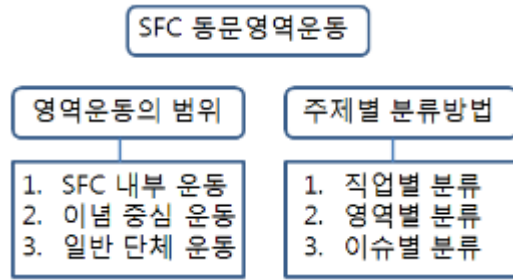 SFC 동문영역운동
영역운동의 범위
1. SFC 내부 운동
2. 이념 중심 운동
3. 일반 단체 운동
주제별 분류방법
1. 직업별 분류
2. 영역별 분류
3. 이슈별 분류